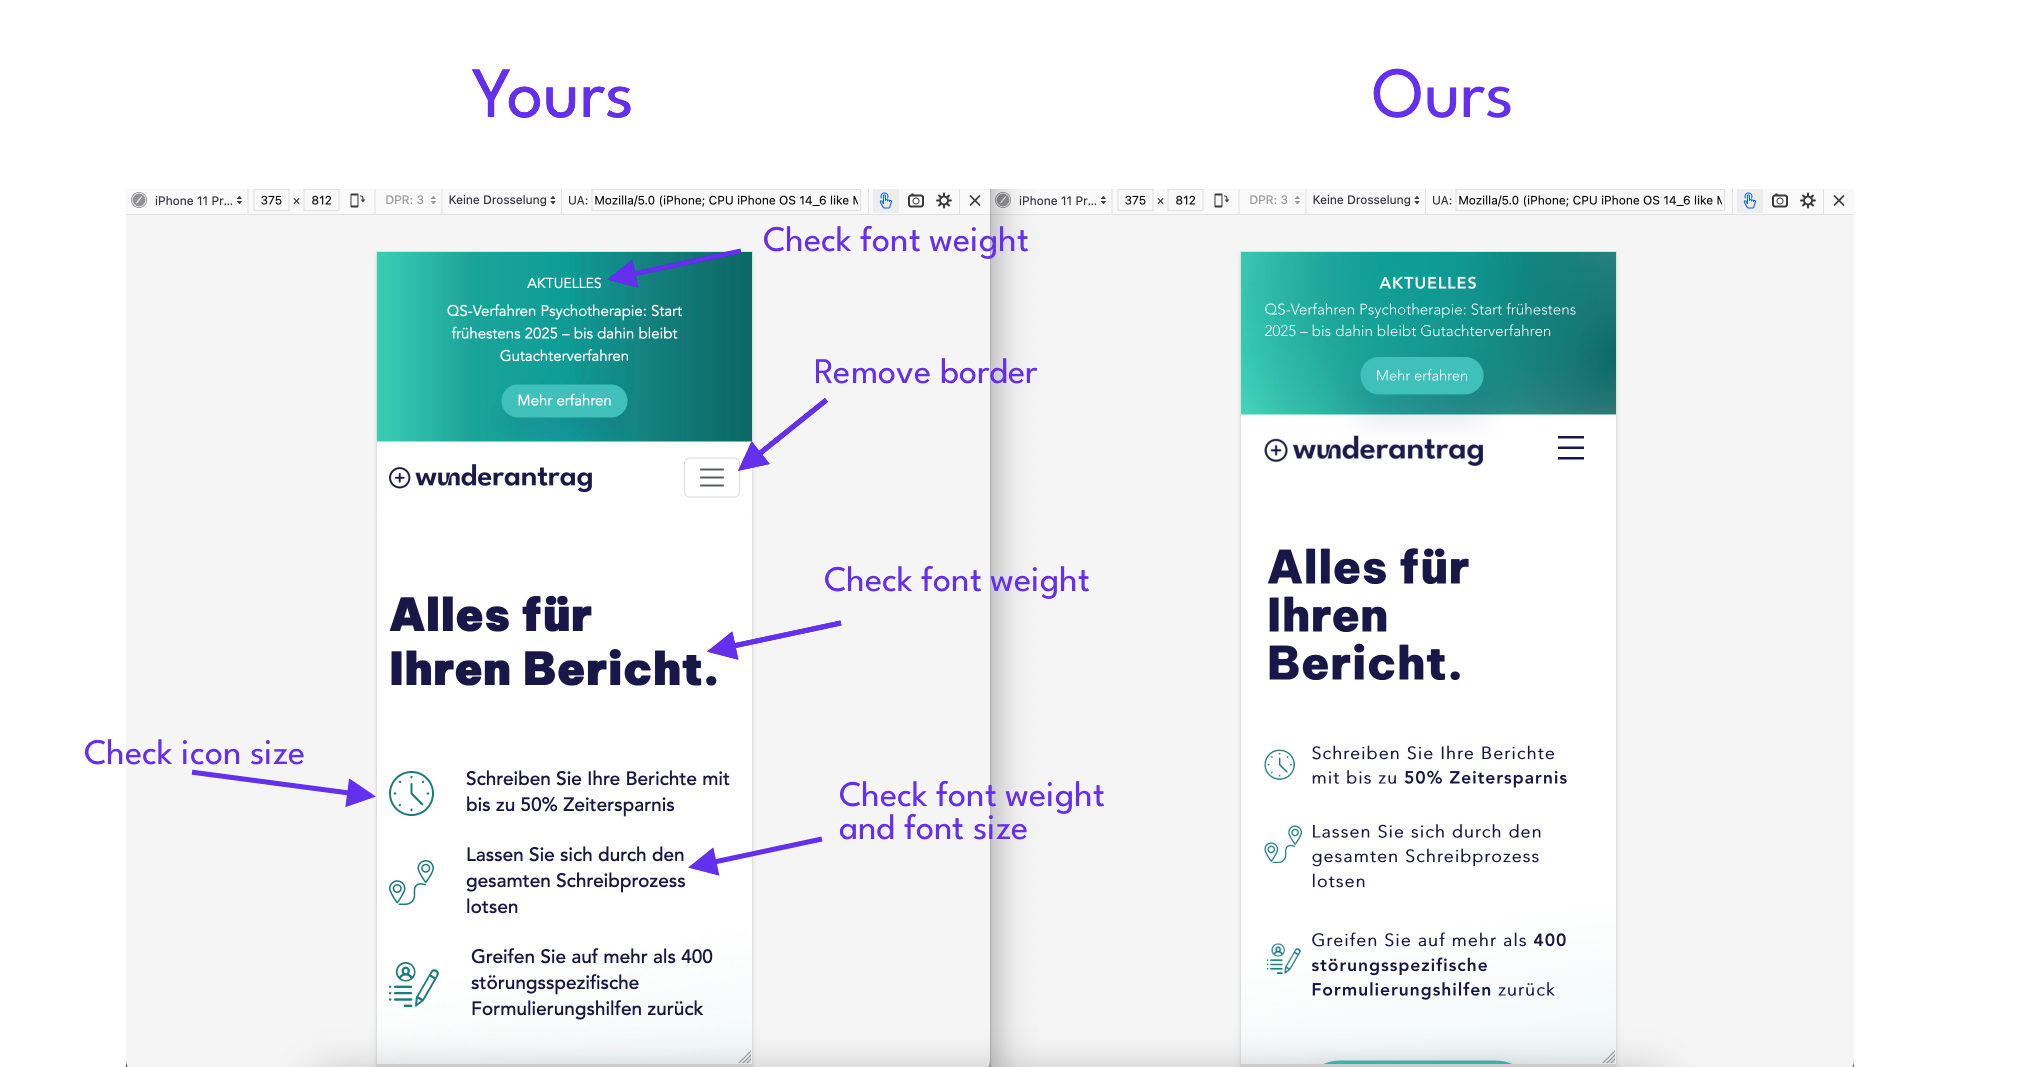 Yours
Ours
iPhone 11 Pr... 375 × 812 DPR: 3 Keine Drosselung UA: Mozilla/5.0 (iPhone; CPU iPhone OS 14_6 like M
iPhone 11 Pr... 375 × 812 DPR: 3 Keine Drosselung UA: Mozilla/5.0 (iPhone; CPU iPhone OS 14_6 like M
Check font weight
AKTUELLES
QS-Verfahren Psychotherapie: Start
frühestens 2025 – bis dahin bleibt
Gutachterverfahren
Mehr erfahren
Remove border
wunderantrag
Check font weight
Alles für
Ihren Bericht.
Check icon size
Schreiben Sie Ihre Berichte mit
bis zu 50% Zeitersparnis
Check font weight
and font size
Lassen Sie sich durch den
gesamten Schreibprozess
lotsen
Greifen Sie auf mehr als 400
störungsspezifische
Formulierungshilfen zurück
AKTUELLES
QS-Verfahren Psychotherapie: Start frühestens
2025 – bis dahin bleibt Gutachterverfahren
Mehr erfahren
wunderantrag
Alles für
Ihren
Bericht.
Schreiben Sie Ihre Berichte
mit bis zu 50% Zeitersparnis
Lassen Sie sich durch den
gesamten Schreibprozess
lotsen
Greifen Sie auf mehr als 400
störungsspezifische
Formulierungshilfen zurück